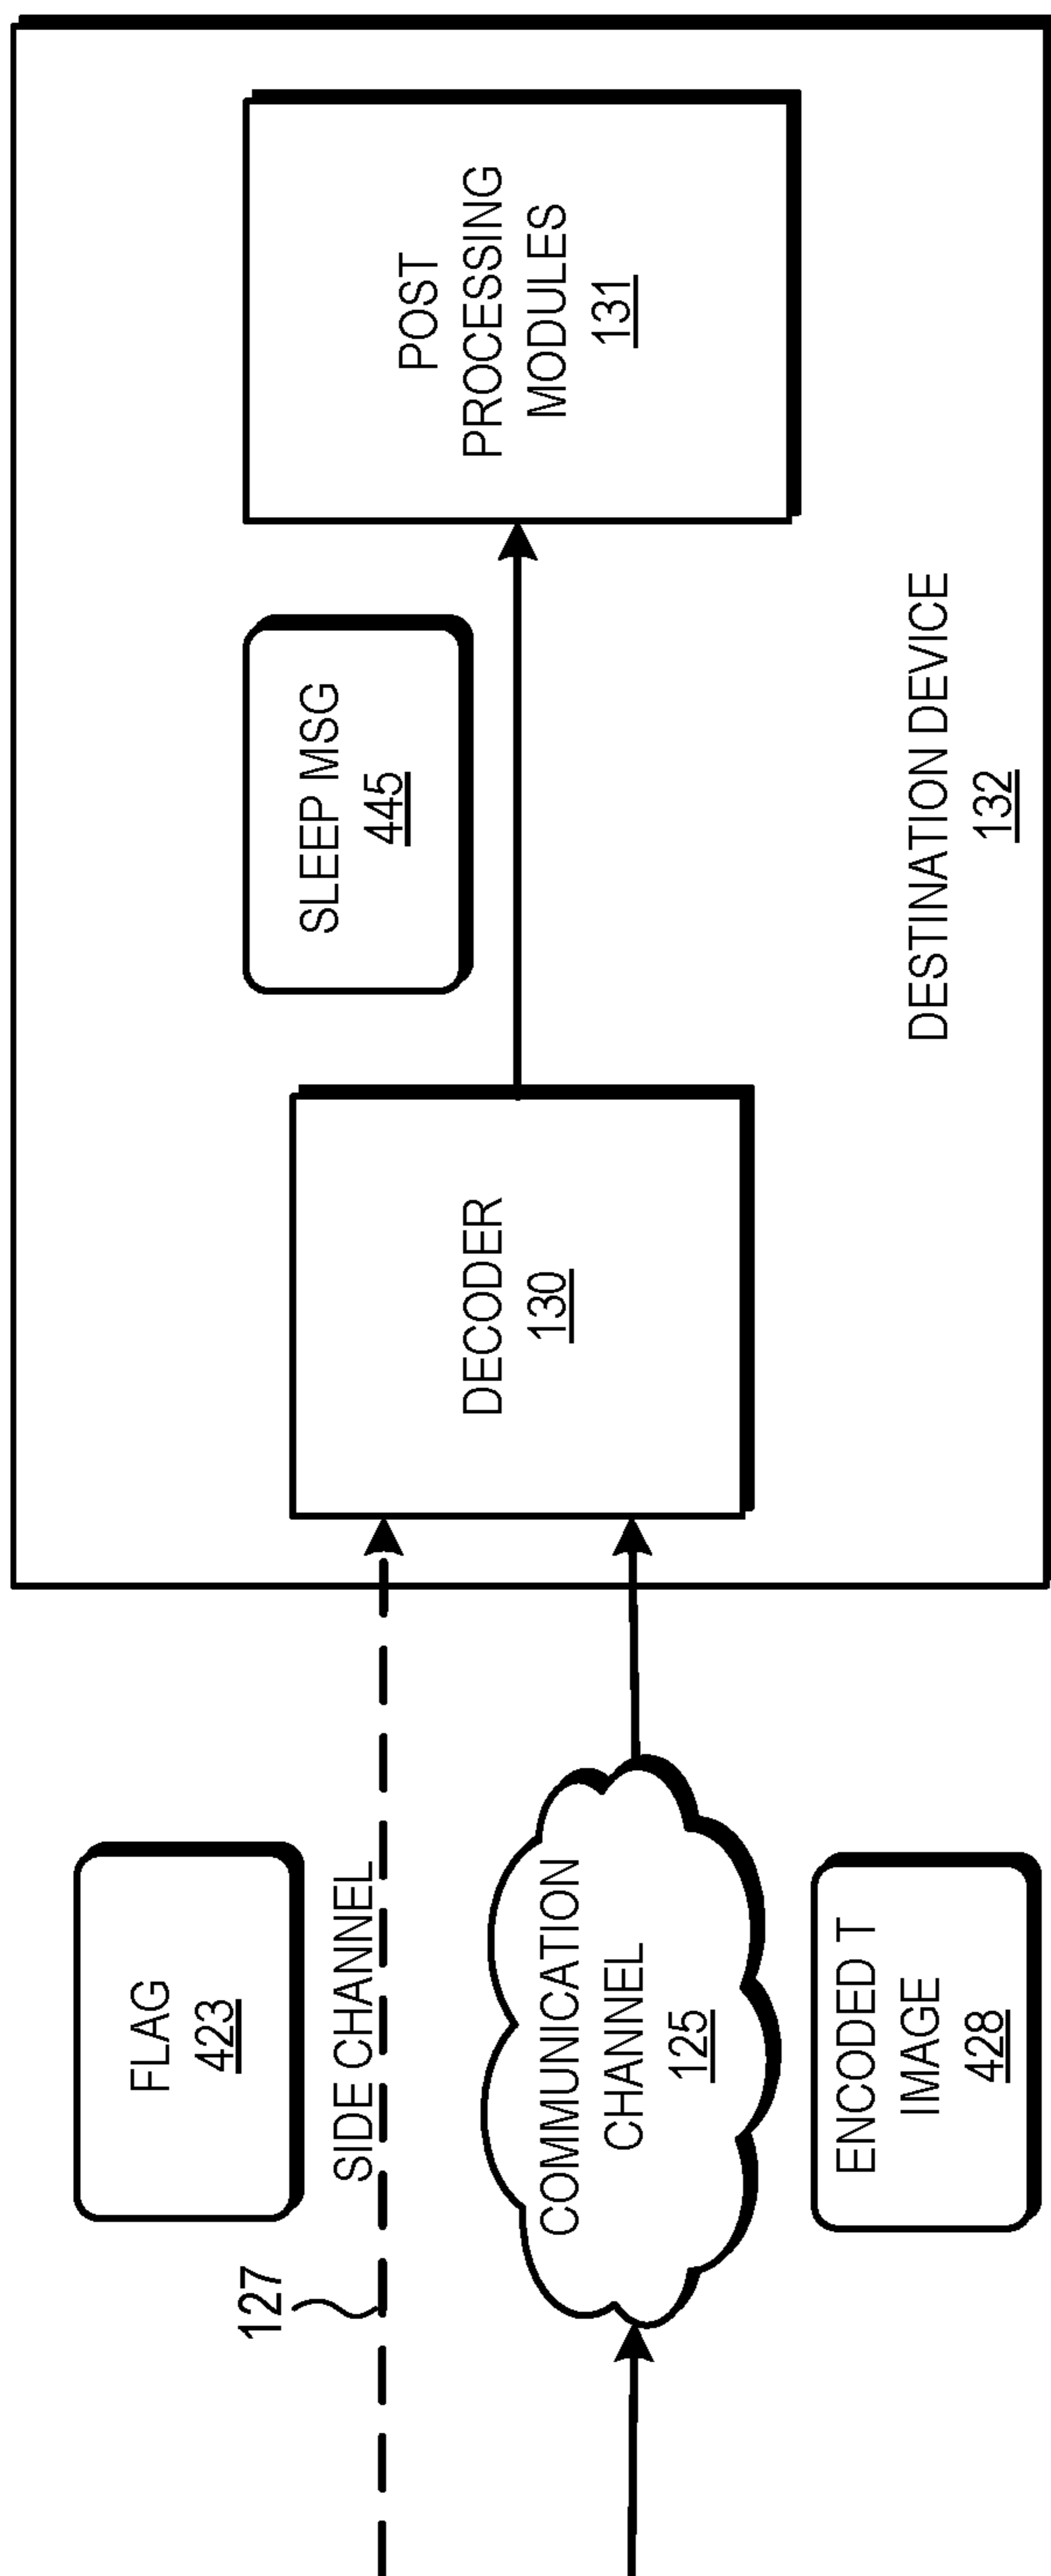 FLAG
423
127
SIDE CHANNEL
COMMUNICATION
CHANNEL
125
ENCODED T
IMAGE
428
DECODER
130
SLEEP MSG
445
POST
PROCESSING
MODULES
131
DESTINATION DEVICE
132